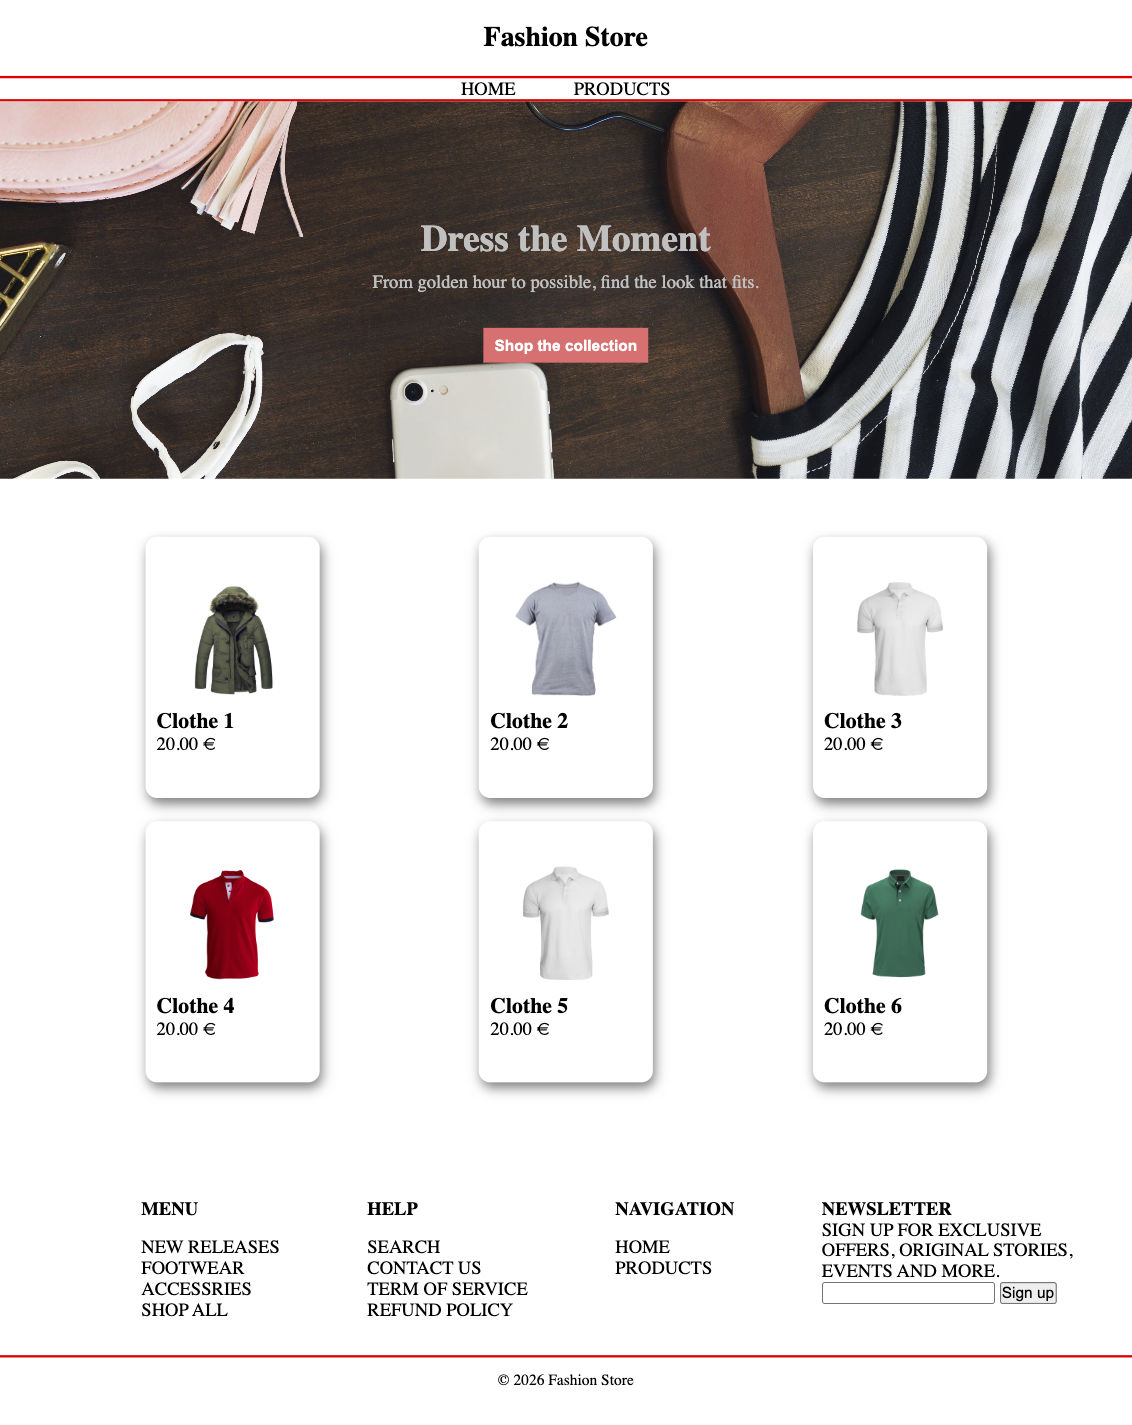 Fashion Store
HOME PRODUCTS
Dress the Moment
From golden hour to possible, find the look that fits.
Shop the collection
Clothe 1
20.00 €
Clothe 2
20.00 €
Clothe 3
20.00 €
Clothe 4
20.00 €
Clothe 5
20.00 €
Clothe 6
20.00 €
MENU
NEW RELEASES
FOOTWEAR
ACCESSRIES
SHOP ALL
HELP
SEARCH
CONTACT US
TERM OF SERVICE
REFUND POLICY
NAVIGATION
HOME
PRODUCTS
NEWSLETTER
SIGN UP FOR EXCLUSIVE
OFFERS, ORIGINAL STORIES,
EVENTS AND MORE.
Sign up
© 2026 Fashion Store